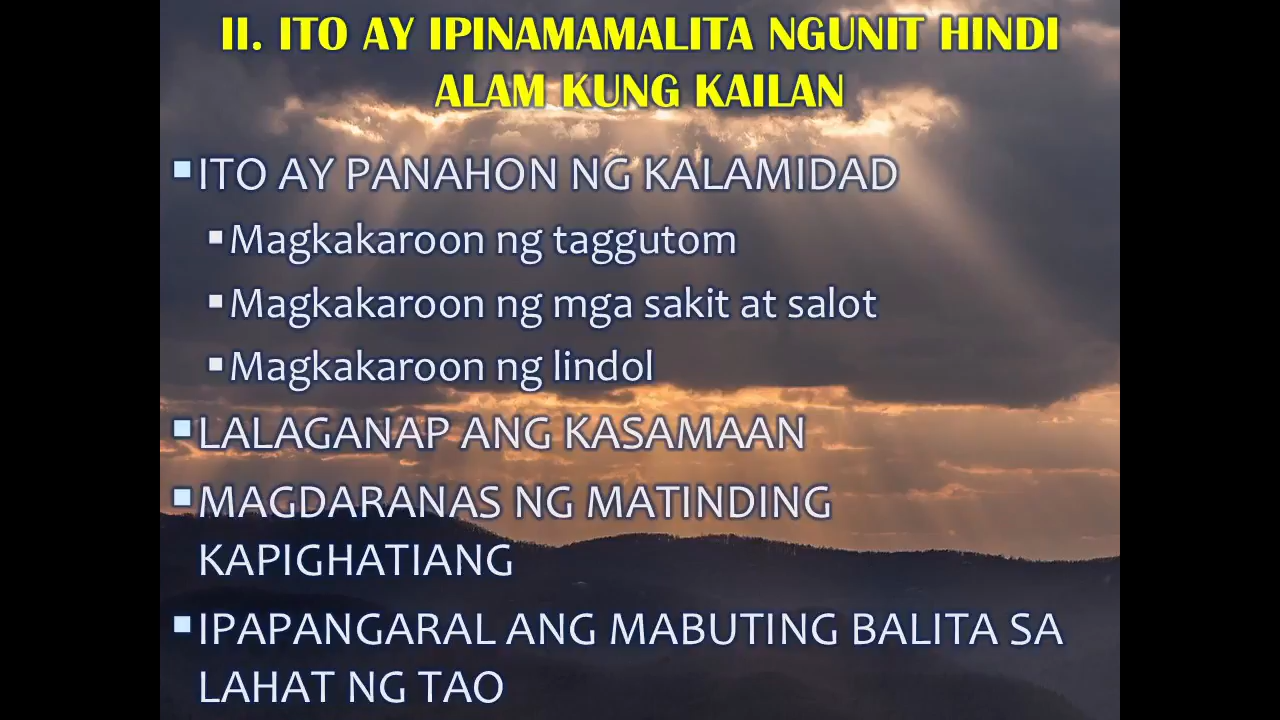 II. ITO AY IPINAMAMALITA NGUNIT HINDI
ALAM KUNG KAILAN
▪ITO AY PANAHON NG KALAMIDAD
▪Magkakaroon ng taggutom
▪Magkakaroon ng mga sakit at salot
▪Magkakaroon ng lindol
▪LALAGANAP ANG KASAMAAN
▪MAGDARANAS NG MATINDING
KAPIGHATIANG
▪IPAPANGARAL ANG MABUTING BALITA SA
LAHAT NG TAO